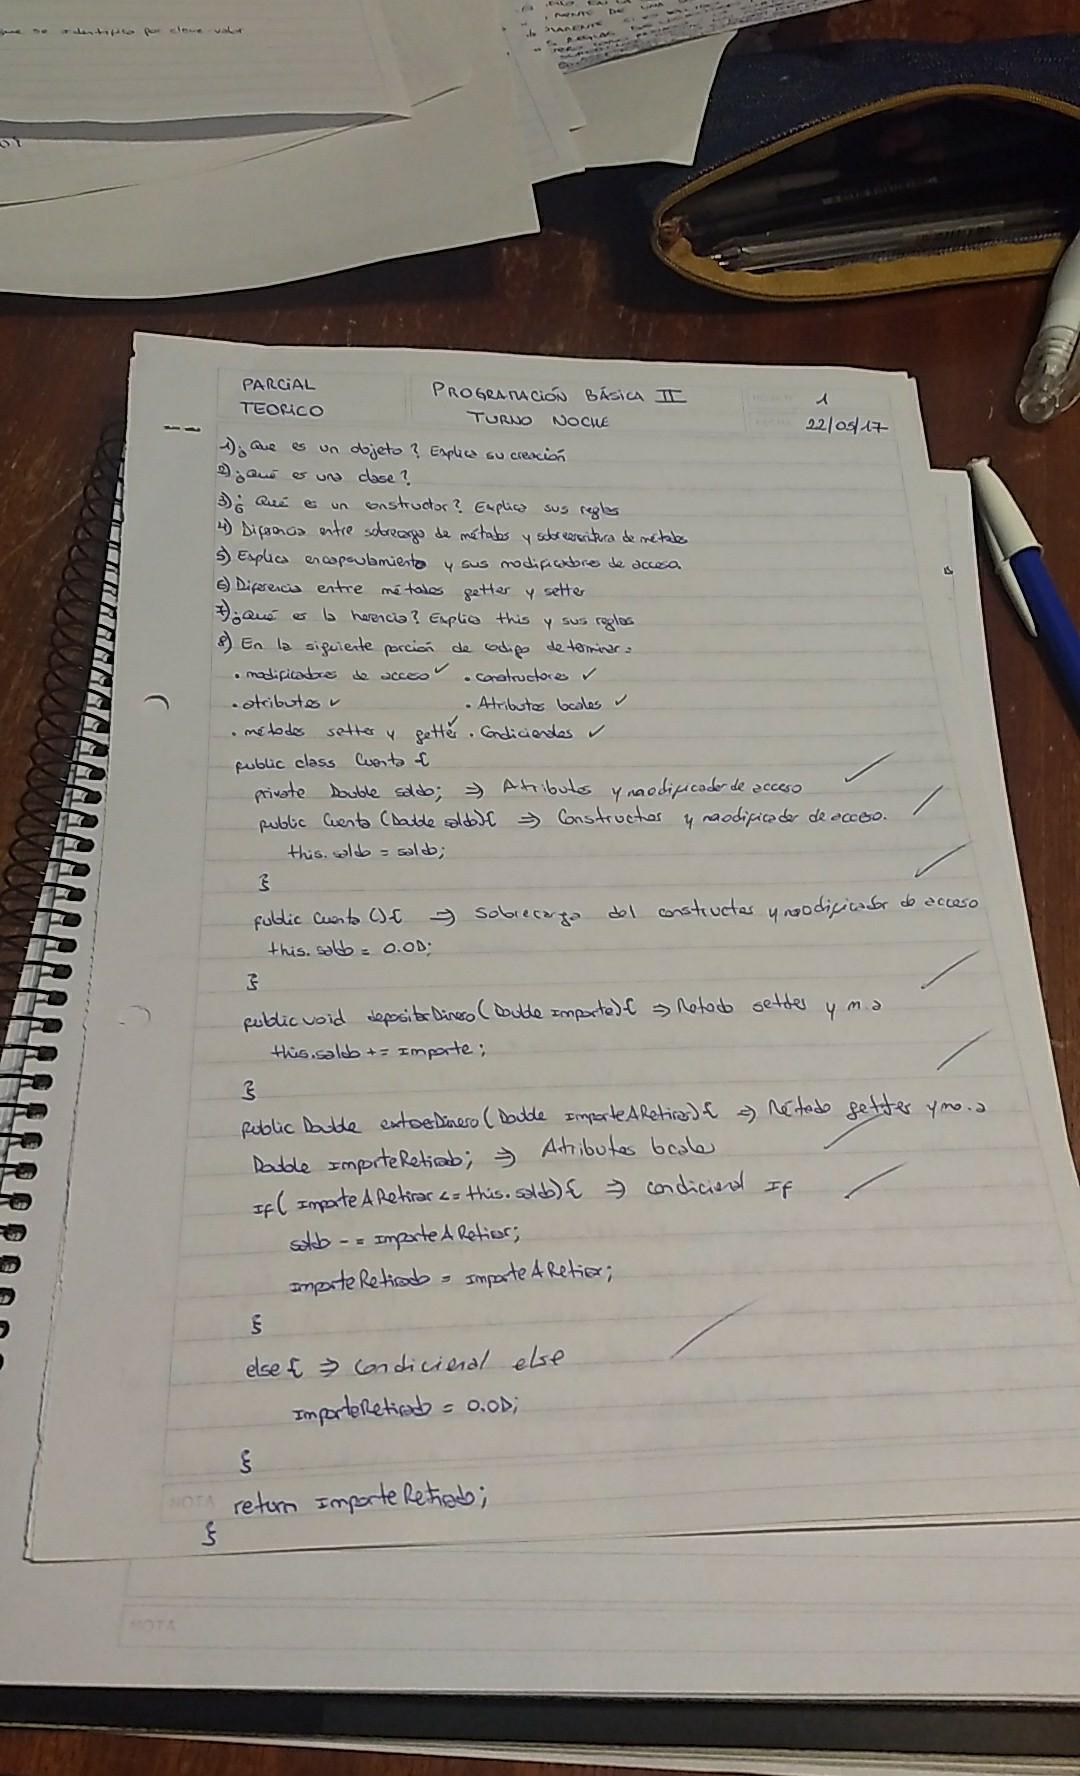 que se identifica por clave-valor
PARCIAL
TEORICO
PROGRAMACIÓN BÁSICA II
TURNO NOCHE
1
22/05/17
1) ¿Que es un objeto? Explica su creación
2) ¿Qué es una clase?
3) ¿Qué es un constructor? Explica sus reglas
4) Diferencia entre sobrecarga de métodos y sobreescritura de métodos
5) Explica encapsulamiento y sus modificadores de acceso
6) Diferencia entre métodos getter y setter
7) ¿Qué es la herencia? Explica this y sus reglas
8) En la siguiente porción de codigo determinar:
• modificadores de acceso ✓ • constructores ✓
• atributos ✓ • Atributos locales ✓
• métodos setter y getter ✓ • Condicionales ✓
public class Cuenta {
private Double saldo; ⇒ Atributos y modificador de acceso
public Cuenta (Double saldo){ ⇒ Constructor y modificador de acceso.
this.saldo = saldo;
}
public Cuenta (){ ⇒ Sobrecarga del constructor y modificador de acceso
this.saldo = 0.0D;
}
public void depositarDinero (Double Importe){ ⇒ Metodo setter y m.a
this.saldo += Importe;
}
public Double extraerDinero (Double ImporteARetirar){ ⇒ Método getter y m.a
Double ImporteRetirado; ⇒ Atributos locales
If( ImporteARetirar <= this.saldo){ ⇒ condicional If
saldo -= ImporteARetirar;
ImporteRetirado = ImporteARetirar;
}
else { ⇒ Condicional else
ImporteRetirado = 0.0D;
}
return ImporteRetirado;
}
NOTA
NOTA